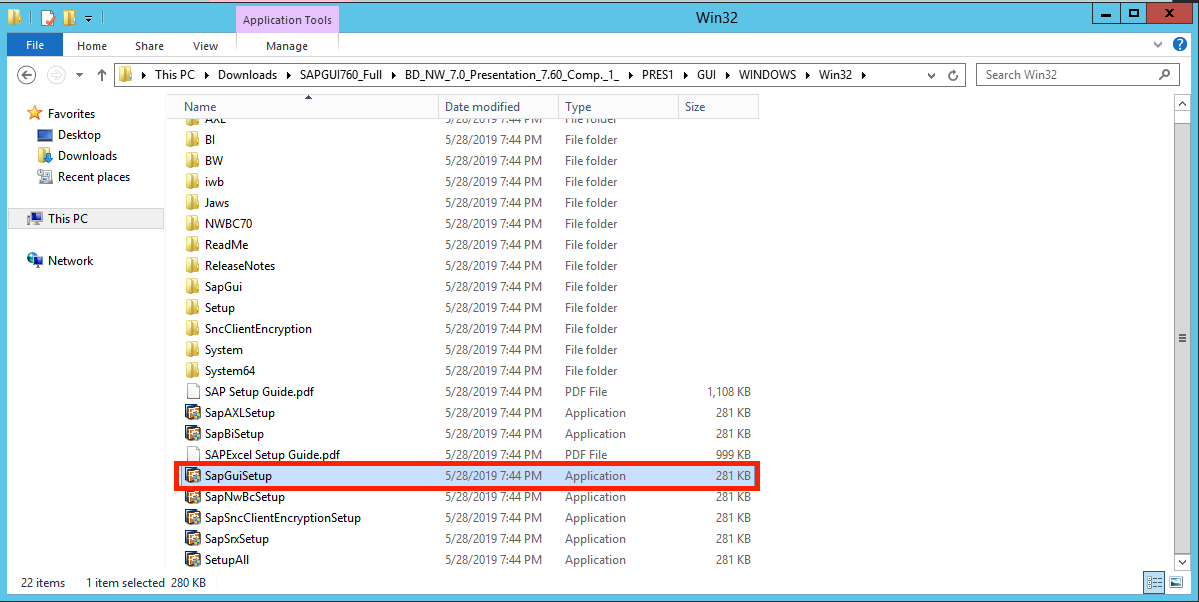 Application Tools
Win32
File Home Share View Manage
This PC Downloads SAPGUI760_Full BD_NW_7.0_Presentation_7.60_Comp._1_ PRES1 GUI WINDOWS Win32
Search Win32
Name Date modified Type Size
Favorites
Desktop
Downloads
Recent places
This PC
Network
AXL 5/28/2019 7:44 PM File folder
BI 5/28/2019 7:44 PM File folder
BW 5/28/2019 7:44 PM File folder
iwb 5/28/2019 7:44 PM File folder
Jaws 5/28/2019 7:44 PM File folder
NWBC70 5/28/2019 7:44 PM File folder
ReadMe 5/28/2019 7:44 PM File folder
ReleaseNotes 5/28/2019 7:44 PM File folder
SapGui 5/28/2019 7:44 PM File folder
Setup 5/28/2019 7:44 PM File folder
SncClientEncryption 5/28/2019 7:44 PM File folder
System 5/28/2019 7:44 PM File folder
System64 5/28/2019 7:44 PM File folder
SAP Setup Guide.pdf 5/28/2019 7:44 PM PDF File 1,108 KB
SapAXLSetup 5/28/2019 7:44 PM Application 281 KB
SapBiSetup 5/28/2019 7:44 PM Application 281 KB
SAPExcel Setup Guide.pdf 5/28/2019 7:44 PM PDF File 999 KB
SapGuiSetup 5/28/2019 7:44 PM Application 281 KB
SapNwBcSetup 5/28/2019 7:44 PM Application 281 KB
SapSncClientEncryptionSetup 5/28/2019 7:44 PM Application 281 KB
SapSrxSetup 5/28/2019 7:44 PM Application 281 KB
SetupAll 5/28/2019 7:44 PM Application 281 KB
22 items 1 item selected 280 KB